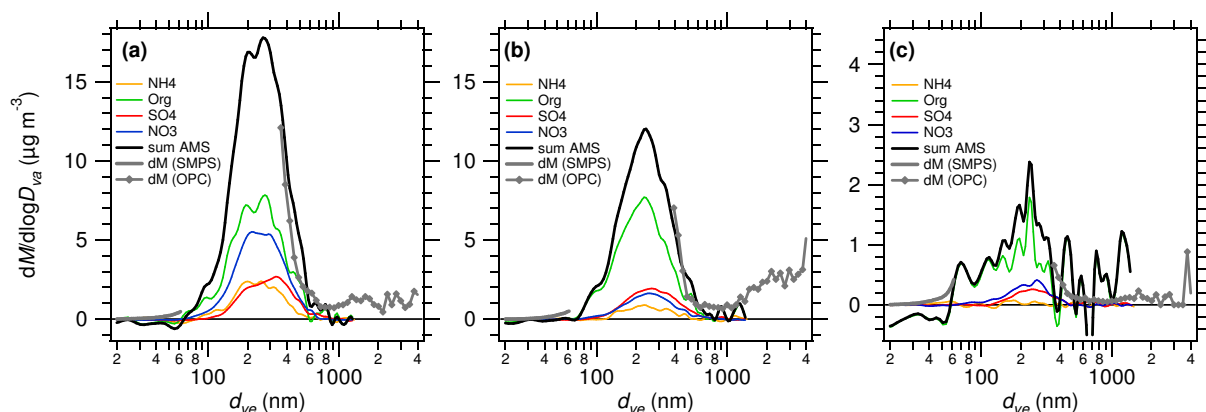 (a)
NH4
Org
SO4
NO3
sum AMS
dM (SMPS)
dM (OPC)
15
10
5
0
dM/dlogDva (µg m-3)
2 4 6 8 2 4 6 8 2 4
100 1000
dve (nm)
(b)
NH4
Org
SO4
NO3
sum AMS
dM (SMPS)
dM (OPC)
15
10
5
0
2 4 6 8 2 4 6 8 2 4
100 1000
dve (nm)
(c)
NH4
Org
SO4
NO3
sum AMS
dM (SMPS)
dM (OPC)
4
3
2
1
0
2 4 6 8 2 4 6 8 2 4
100 1000
dve (nm)